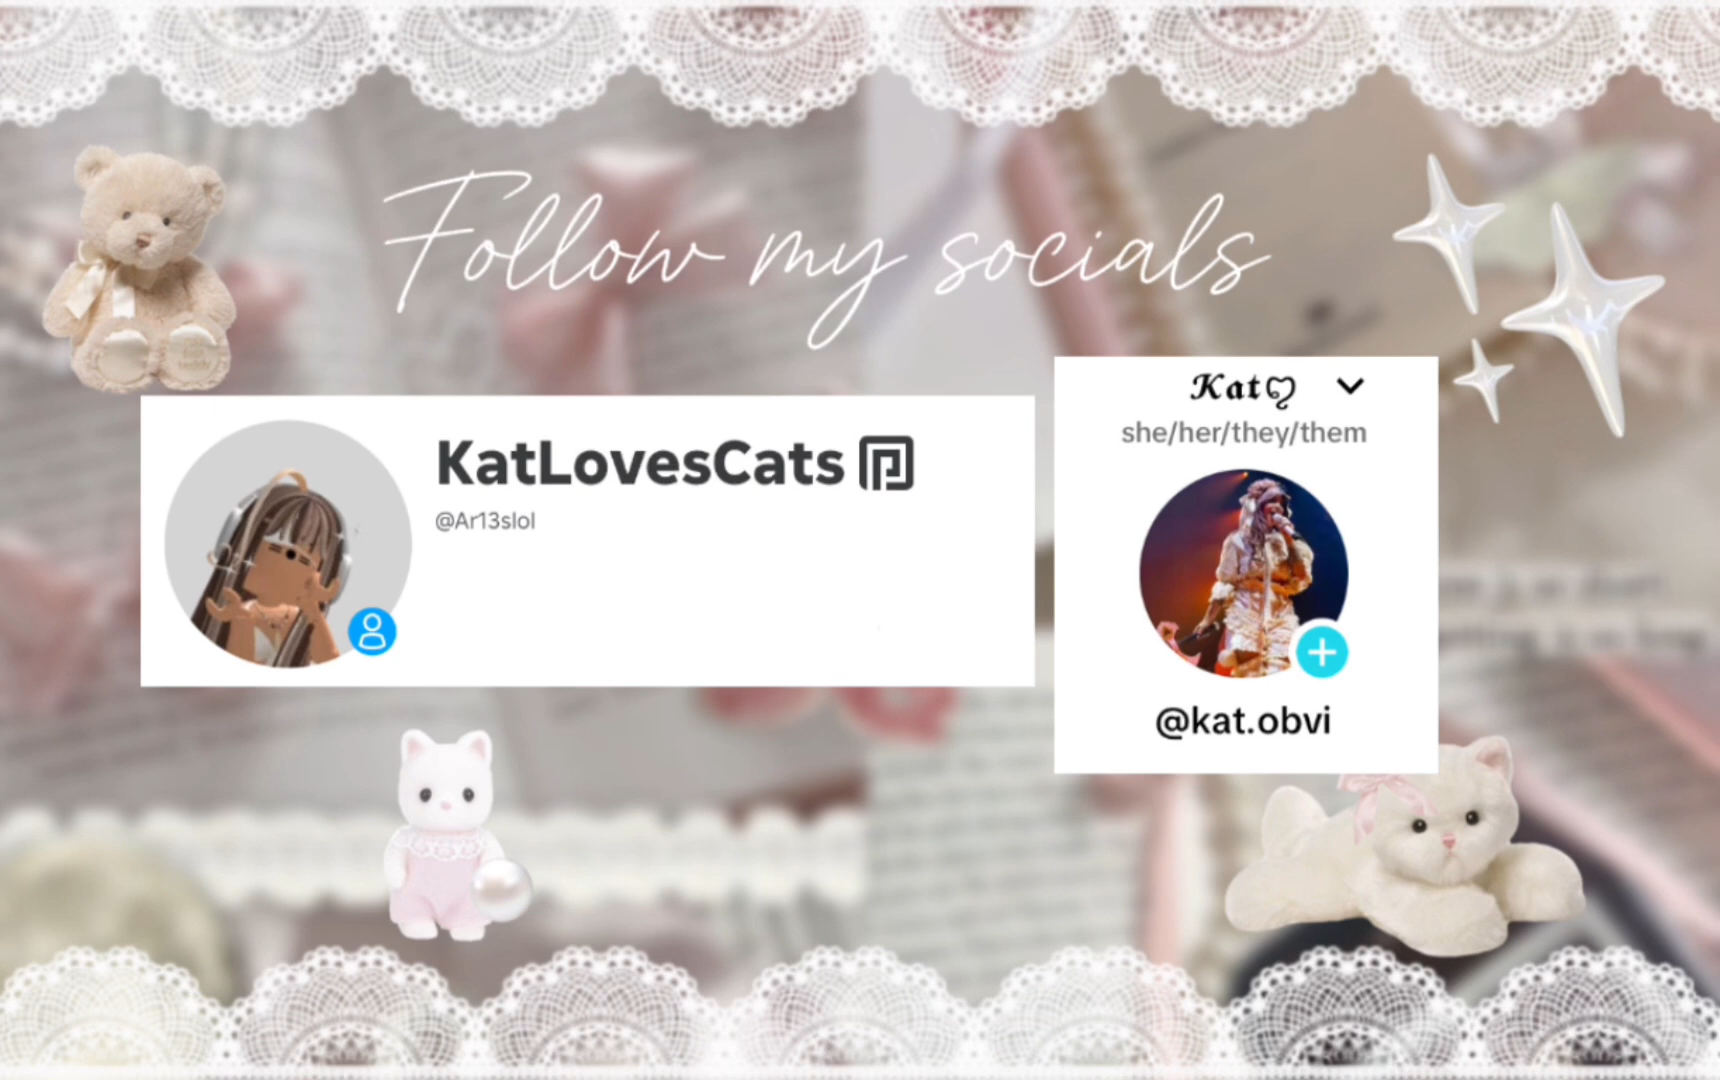 Follow my socials
KatLovesCats
@Ar13slol
Kat
she/her/they/them
@kat.obvi